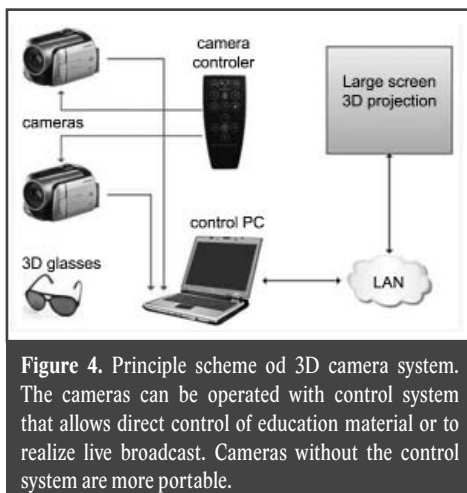 camera
controler
Large screen
3D projection
cameras
control PC
3D glasses
LAN
Figure 4. Principle scheme od 3D camera system.
The cameras can be operated with control system
that allows direct control of education material or to
realize live broadcast. Cameras without the control
system are more portable.